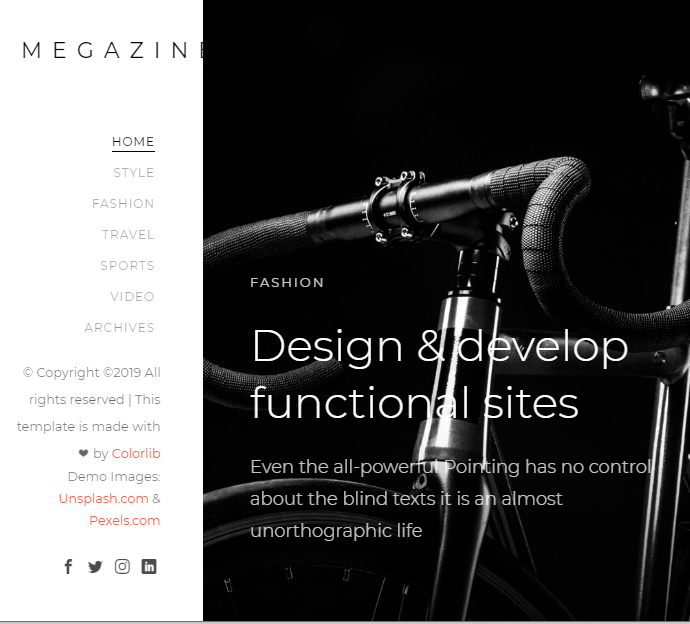 MEGAZINE
HOME
STYLE
FASHION
TRAVEL
SPORTS
VIDEO
ARCHIVES
© Copyright ©2019 All
rights reserved | This
template is made with
❤ by Colorlib
Demo Images:
Unsplash.com &
Pexels.com
FASHION
Design & develop
functional sites
Even the all-powerful Pointing has no control
about the blind texts it is an almost
unorthographic life